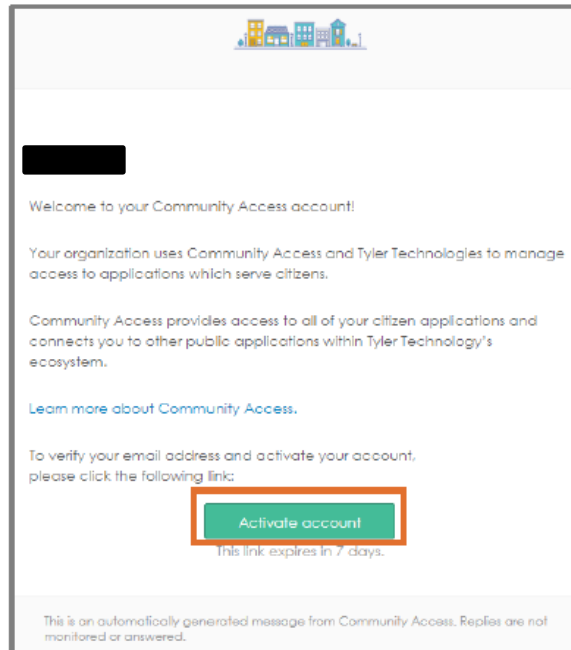 Welcome to your Community Access account!
Your organization uses Community Access and Tyler Technologies to manage
access to applications which serve citizens.
Community Access provides access to all of your citizen applications and
connects you to other public applications within Tyler Technology's
ecosystem.
Learn more about Community Access.
To verify your email address and activate your account,
please click the following link:
Activate account
This link expires in 7 days.
This is an automatically generated message from Community Access. Replies are not
monitored or answered.